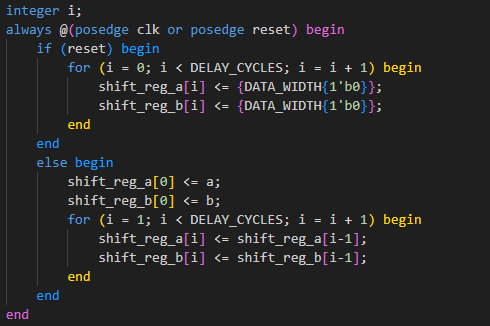 integer i;
always @(posedge clk or posedge reset) begin
    if (reset) begin
        for (i = 0; i < DELAY_CYCLES; i = i + 1) begin
            shift_reg_a[i] <= {DATA_WIDTH{1'b0}};
            shift_reg_b[i] <= {DATA_WIDTH{1'b0}};
        end
    end
    else begin
        shift_reg_a[0] <= a;
        shift_reg_b[0] <= b;
        for (i = 1; i < DELAY_CYCLES; i = i + 1) begin
            shift_reg_a[i] <= shift_reg_a[i-1];
            shift_reg_b[i] <= shift_reg_b[i-1];
        end
    end
end